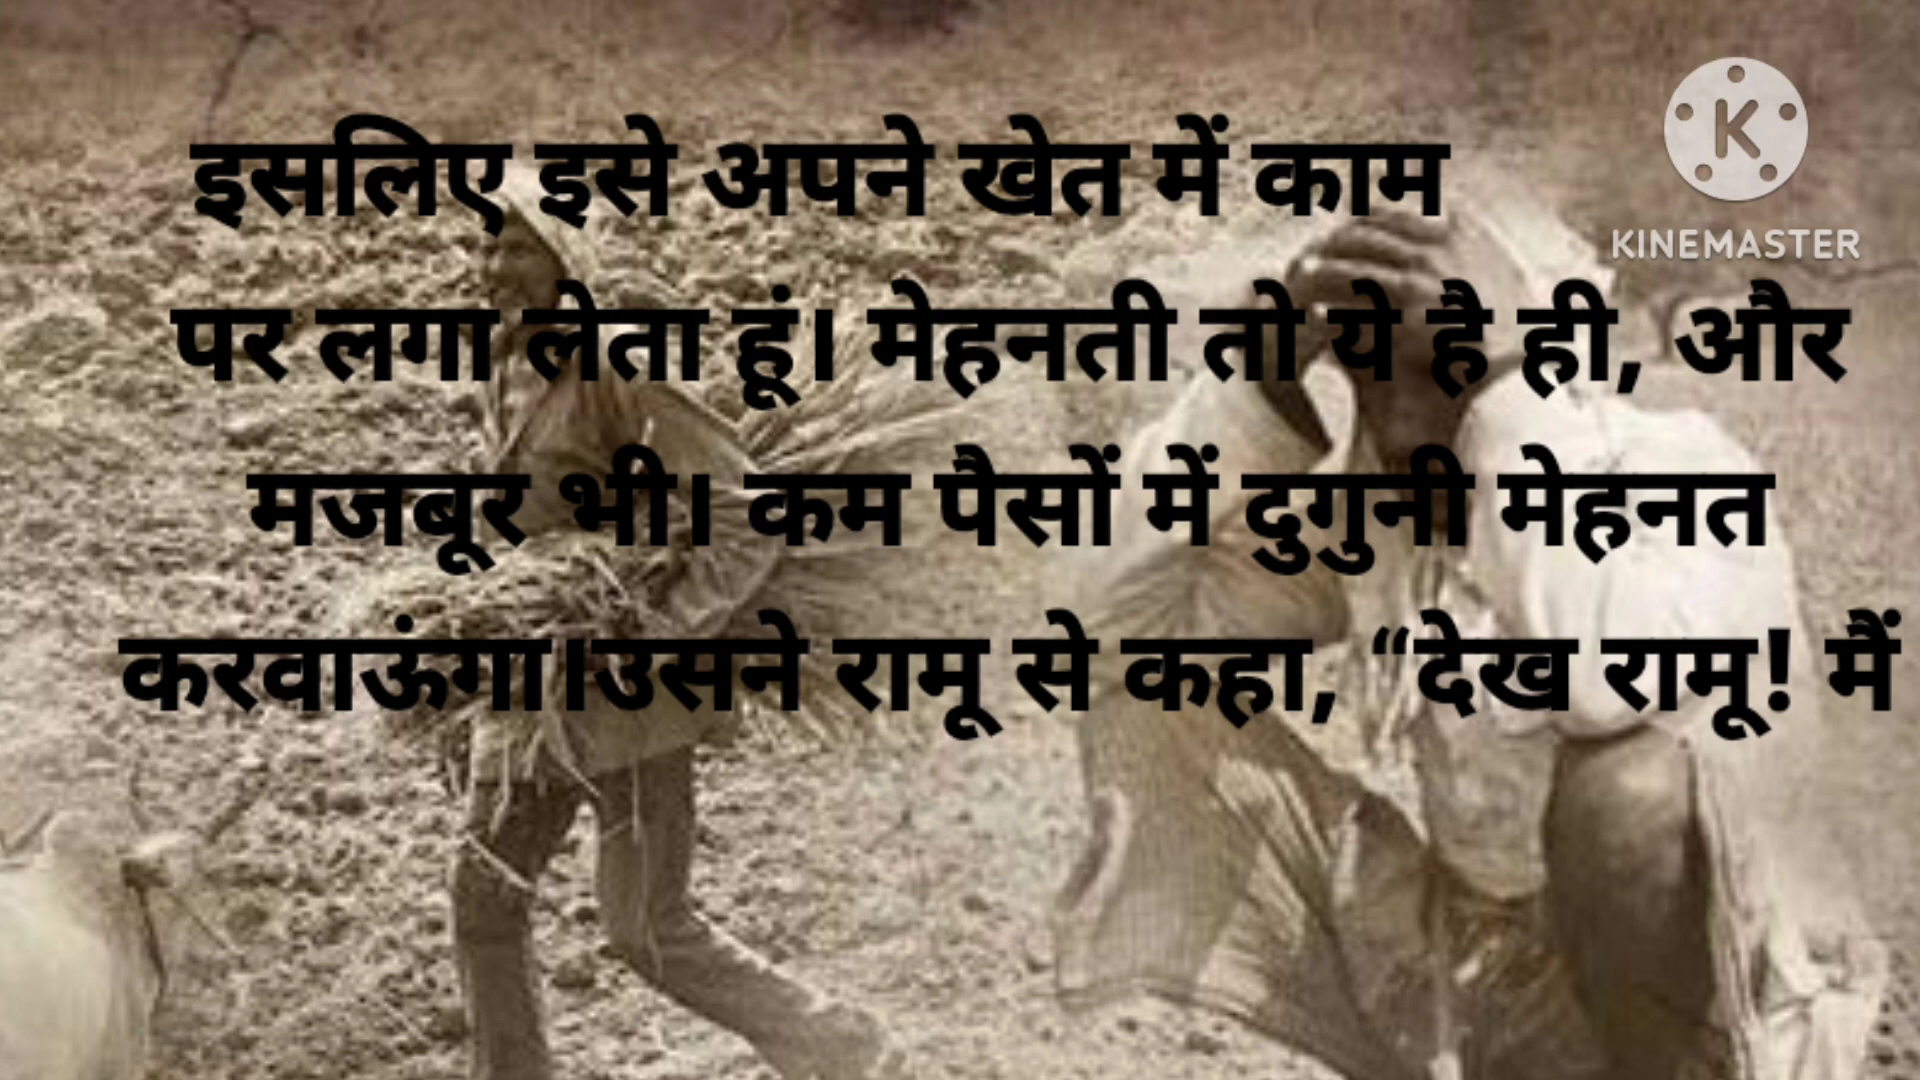 इसलिए इसे अपने खेत में काम
पर लगा लेता हूं। मेहनती तो ये है ही, और
मजबूर भी। कम पैसों में दुगुनी मेहनत
करवाऊंगा।उसने रामू से कहा, “देख रामू! मैं
K
KINEMASTER